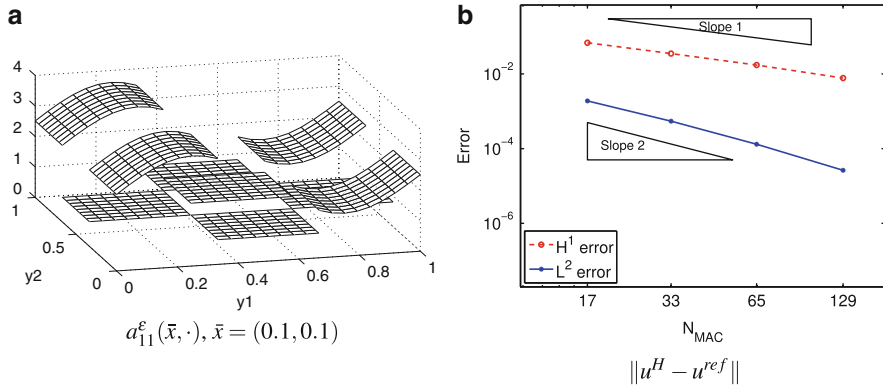 a
4
3
2
1
0
1
0.5
0
y2
0
0.2
0.4
0.6
0.8
1
y1
a^ε_11(x̄, ·), x̄ = (0.1, 0.1)
b
Slope 1
Slope 2
10^−2
10^−4
10^−6
Error
H^1 error
L^2 error
17
33
65
129
N_MAC
‖u^H − u^ref‖